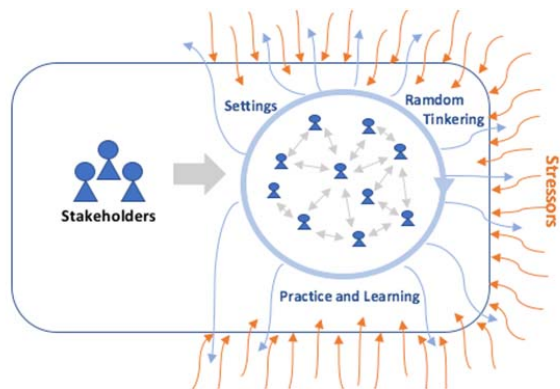 Settings
Ramdom
Tinkering
Stakeholders
Stressors
Practice and Learning